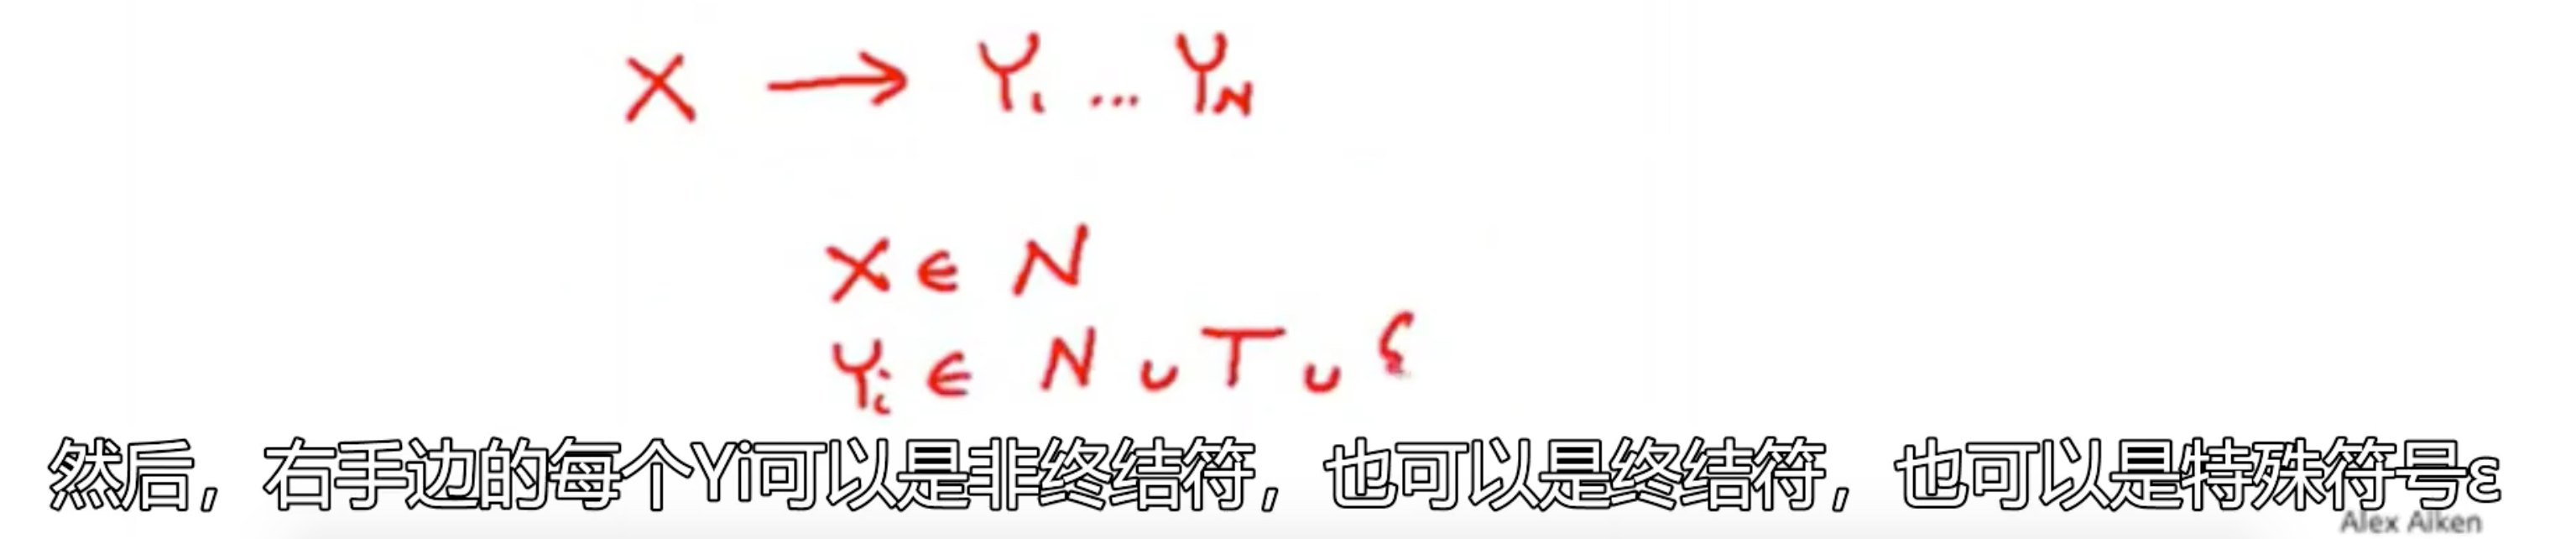 X → Y₁ ... Y_N
X ∈ N
Yᵢ ∈ N ∪ T ∪ ε
然后，右手边的每个Yi可以是非终结符，也可以是终结符，也可以是特殊符号ε
Alex Aiken